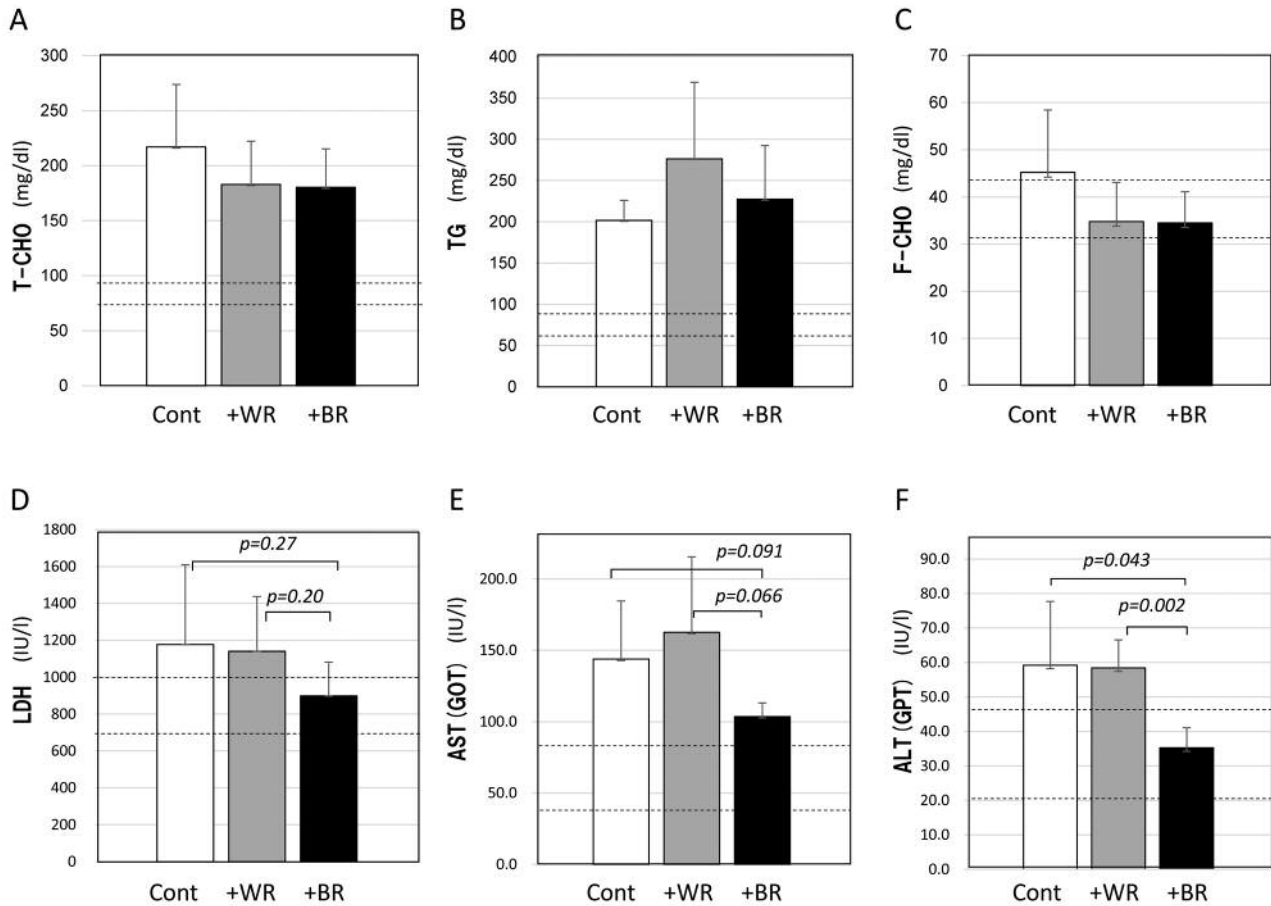 A
T-CHO (mg/dl)
300
250
200
150
100
50
0
Cont +WR +BR
B
TG (mg/dl)
400
350
300
250
200
150
100
50
0
Cont +WR +BR
C
F-CHO (mg/dl)
70
60
50
40
30
20
10
0
Cont +WR +BR
D
LDH (IU/l)
1800
1600
1400
1200
1000
800
600
400
200
0
p=0.27
p=0.20
Cont +WR +BR
E
AST (GOT) (IU/l)
200.0
150.0
100.0
50.0
0.0
p=0.091
p=0.066
Cont +WR +BR
F
ALT (GPT) (IU/l)
90.0
80.0
70.0
60.0
50.0
40.0
30.0
20.0
10.0
0.0
p=0.043
p=0.002
Cont +WR +BR